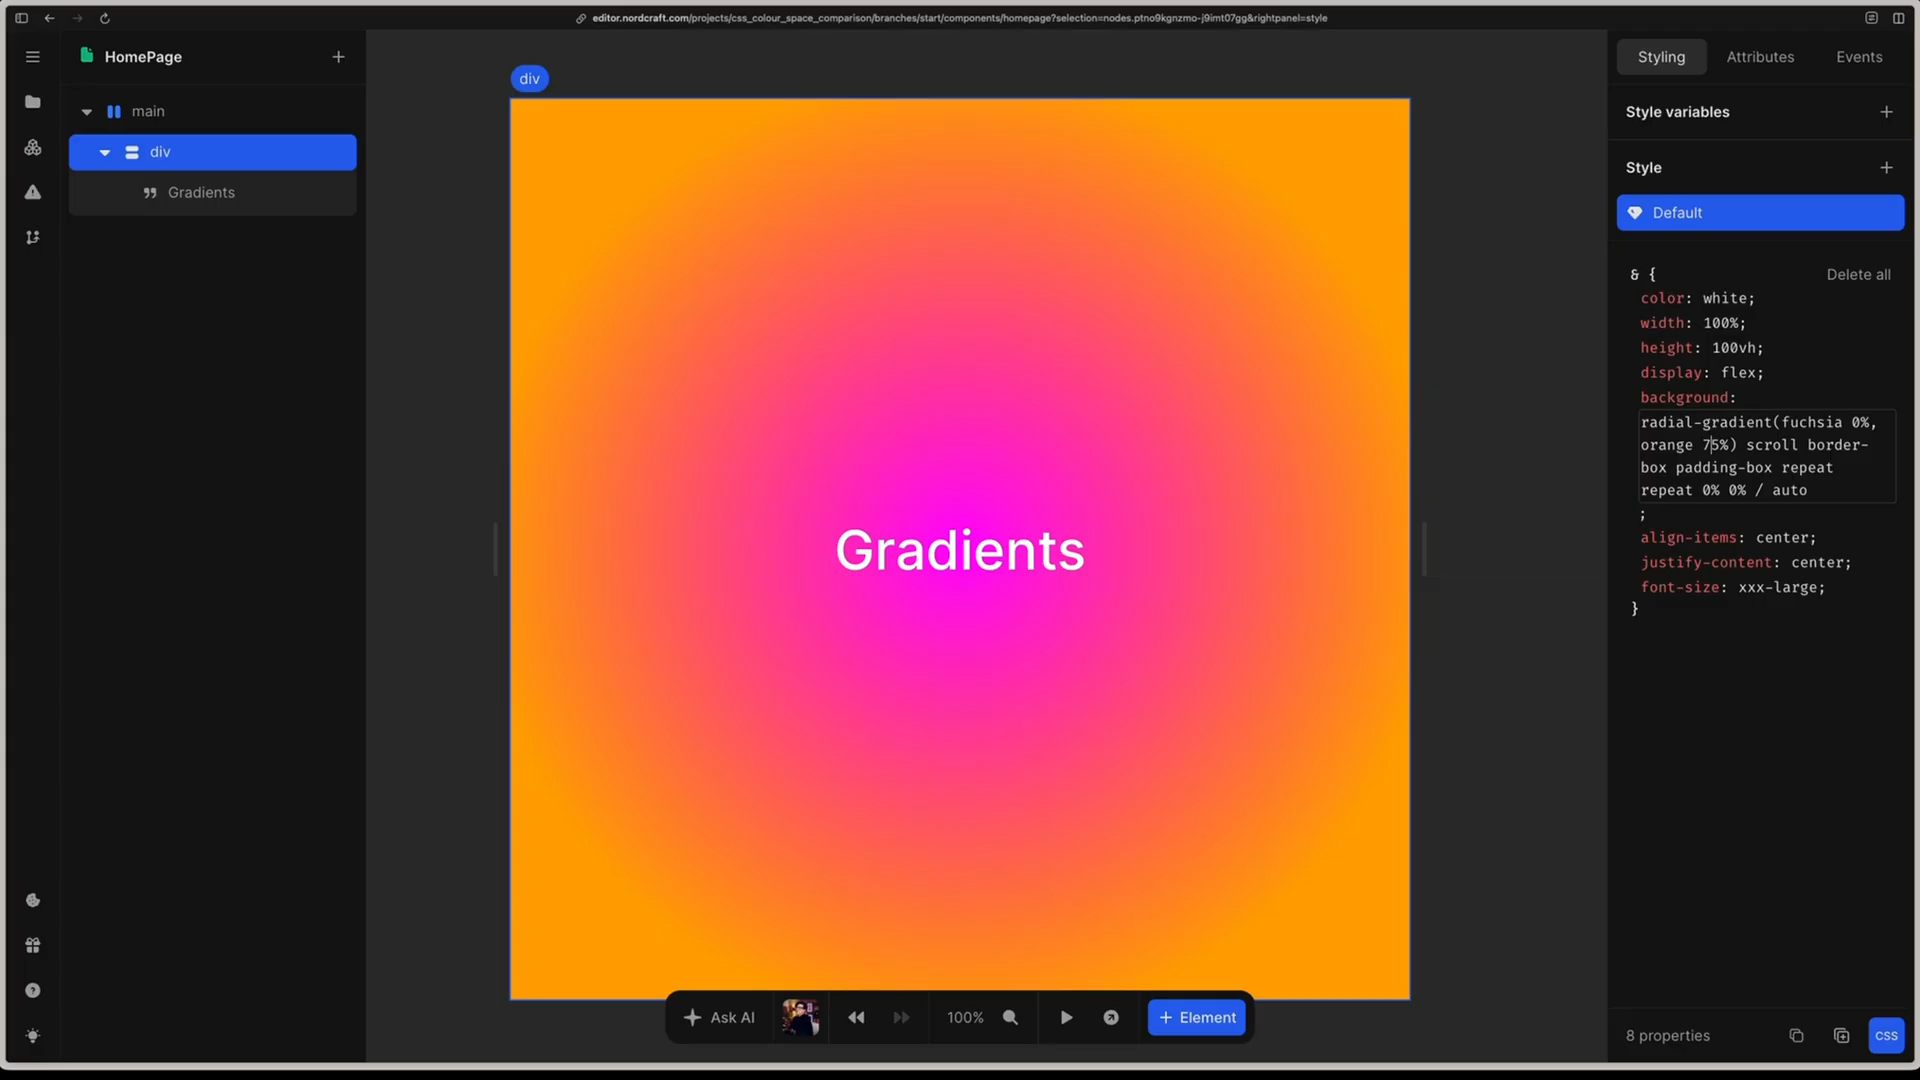 editor.nordcraft.com/projects/css_colour_space_comparison/branches/start/components/homepage?selection=nodes.ptno9kgnzmo-j9imt07gg&rightpanel=style
HomePage
main
div
Gradients
div
Gradients
Ask AI
100%
+ Element
Styling
Attributes
Events
Style variables
Style
Default
& {
Delete all
color: white;
width: 100%;
height: 100vh;
display: flex;
background:
radial-gradient(fuchsia 0%,
orange 75%) scroll border-
box padding-box repeat
repeat 0% 0% / auto
;
align-items: center;
justify-content: center;
font-size: xxx-large;
}
8 properties
CSS